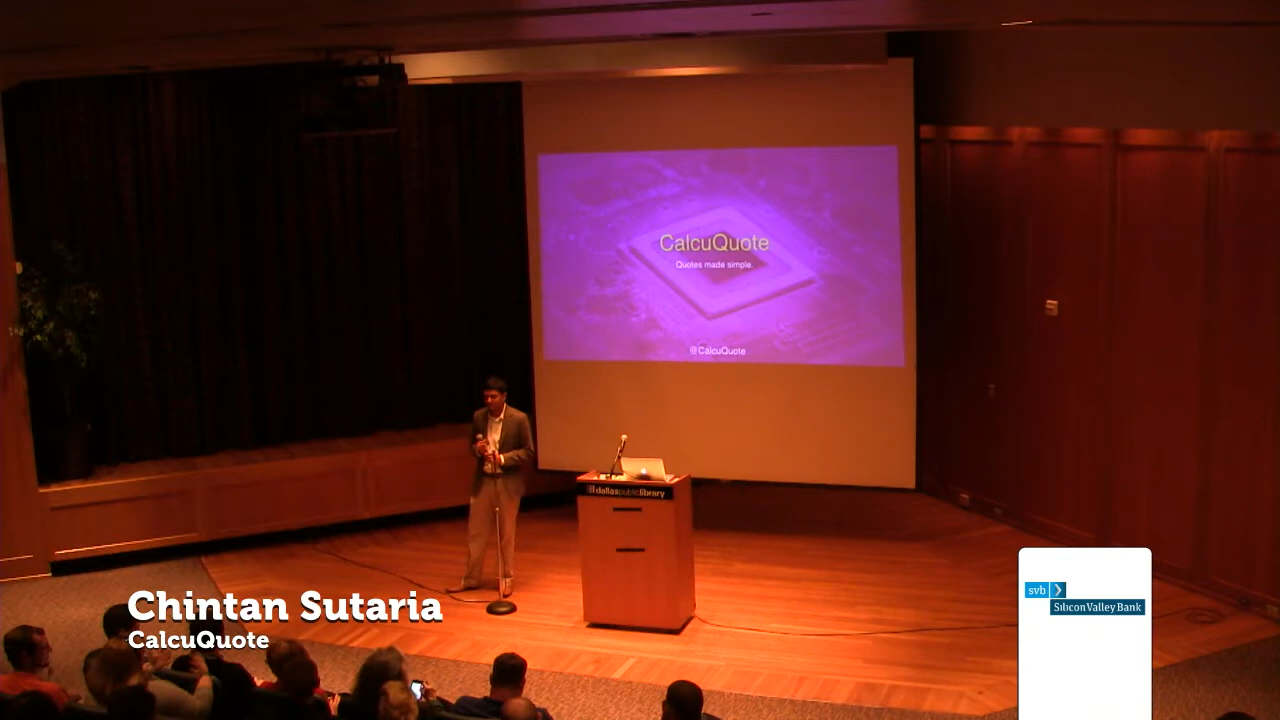 CalcuQuote
Quotes made simple.
@CalcuQuote
dallaspubliclibrary
Chintan Sutaria
CalcuQuote
svb
Silicon Valley Bank